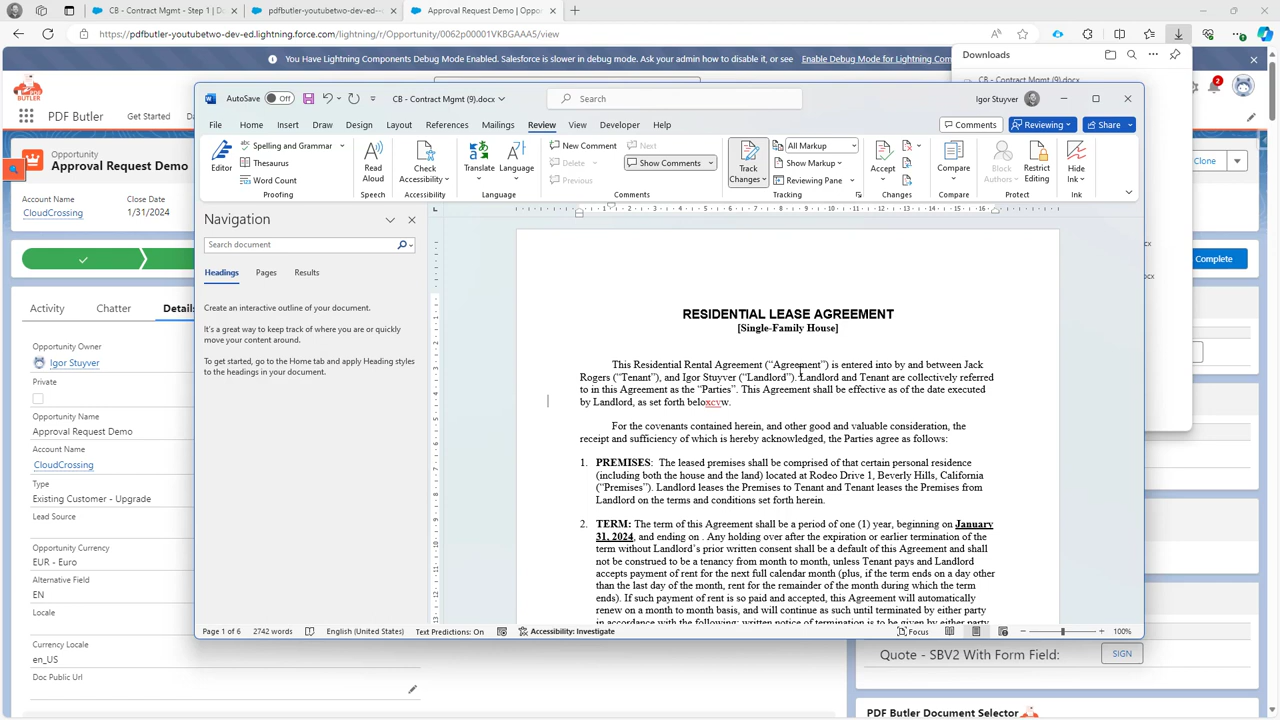 CB - Contract Mgmt - Step 1 | D
pdfbutler-youtubetwo-dev-ed--
Approval Request Demo | Oppor
https://pdfbutler-youtubetwo-dev-ed.lightning.force.com/lightning/r/Opportunity/0062p00001VKBGAAA5/view
You Have Lightning Components Debug Mode Enabled. Salesforce is slower in debug mode. Ask your admin how to disable it, or see
Enable Debug Mode for Lightning Com
Downloads
CB - Contract Mgmt (9).docx
PDF BUTLER
PDF Butler
Get Started
2
Opportunity
Approval Request Demo
Close
Account Name
CloudCrossing
Close Date
1/31/2024
Complete
Activity
Chatter
Details
Opportunity Owner
Igor Stuyver
Private
Opportunity Name
Approval Request Demo
Account Name
CloudCrossing
Type
Existing Customer - Upgrade
Lead Source
Opportunity Currency
EUR - Euro
Alternative Field
EN
Locale
Currency Locale
en_US
Doc Public Url
AutoSave
Off
CB - Contract Mgmt (9).docx
Search
Igor Stuyver
File
Home
Insert
Draw
Design
Layout
References
Mailings
Review
View
Developer
Help
Comments
Reviewing
Share
Editor
Spelling and Grammar
Thesaurus
Word Count
Proofing
Read
Aloud
Speech
Check
Accessibility
Accessibility
Translate
Language
Language
New Comment
Delete
Previous
Show Comments
Comments
Track
Changes
All Markup
Show Markup
Reviewing Pane
Tracking
Accept
Changes
Compare
Compare
Block
Authors
Restrict
Editing
Protect
Hide
Ink
Ink
Navigation
Search document
Headings
Pages
Results
Create an interactive outline of your document.
It's a great way to keep track of where you are or quickly
move your content around.
To get started, go to the Home tab and apply Heading styles
to the headings in your document.
RESIDENTIAL LEASE AGREEMENT
[Single-Family House]
This Residential Rental Agreement (“Agreement”) is entered into by and between Jack
Rogers (“Tenant”), and Igor Stuyver (“Landlord”). Landlord and Tenant are collectively referred
to in this Agreement as the “Parties”. This Agreement shall be effective as of the date executed
by Landlord, as set forth beloxcvw.
For the covenants contained herein, and other good and valuable consideration, the
receipt and sufficiency of which is hereby acknowledged, the Parties agree as follows:
1. PREMISES: The leased premises shall be comprised of that certain personal residence
(including both the house and the land) located at Rodeo Drive 1, Beverly Hills, California
(“Premises”). Landlord leases the Premises to Tenant and Tenant leases the Premises from
Landlord on the terms and conditions set forth herein.
2. TERM: The term of this Agreement shall be a period of one (1) year, beginning on January
31, 2024, and ending on . Any holding over after the expiration or earlier termination of the
term without Landlord’s prior written consent shall be a default of this Agreement and shall
not be construed to be a tenancy from month to month, unless Tenant pays and Landlord
accepts payment of rent for the next full calendar month (plus, if the term ends on a day other
than the last day of the month, rent for the remainder of the month during which the term
ends). If such payment of rent is so paid and accepted, this Agreement will automatically
renew on a month to month basis, and will continue as such until terminated by either party
in accordance with the following: written notice of termination is to be given by either party
Page 1 of 6
2742 words
English (United States)
Text Predictions: On
Accessibility: Investigate
Focus
100%
Quote - SBV2 With Form Field:
SIGN
PDF Butler Document Selector